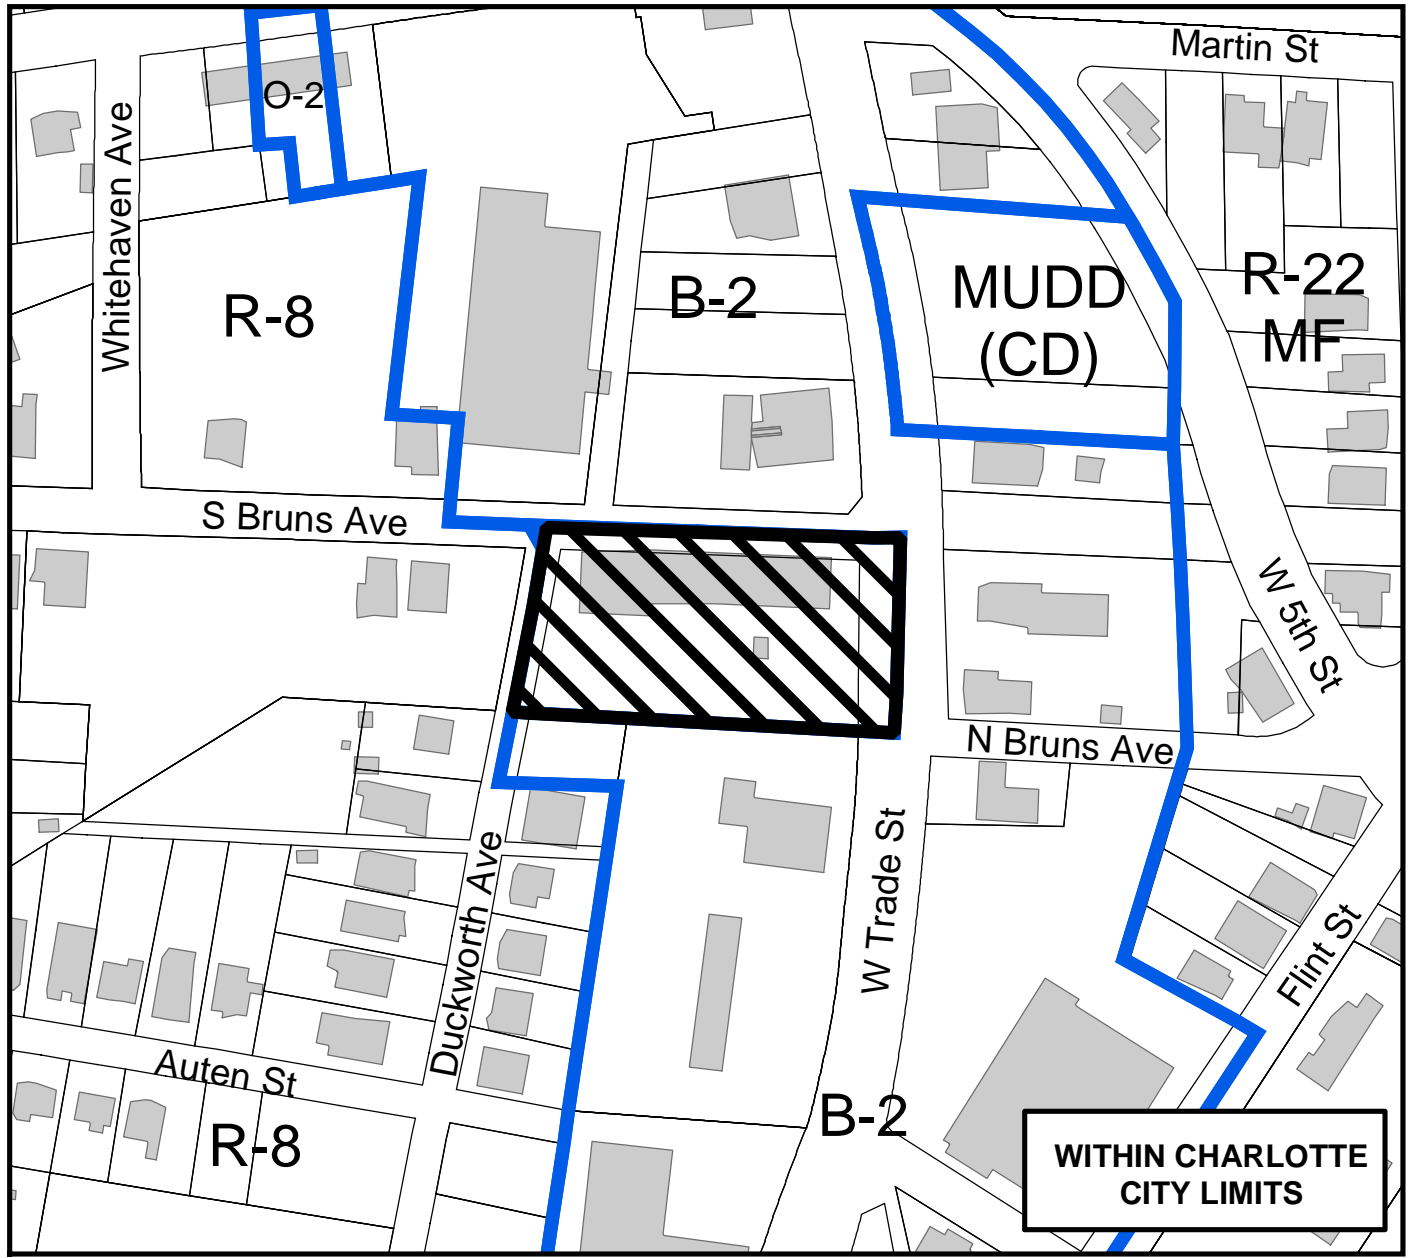 Martin St
O-2
Whitehaven Ave
R-8
B-2
MUDD
(CD)
R-22
MF
S Bruns Ave
W 5th St
N Bruns Ave
W Trade St
Duckworth Ave
Flint St
Auten St
R-8
B-2
WITHIN CHARLOTTE
CITY LIMITS